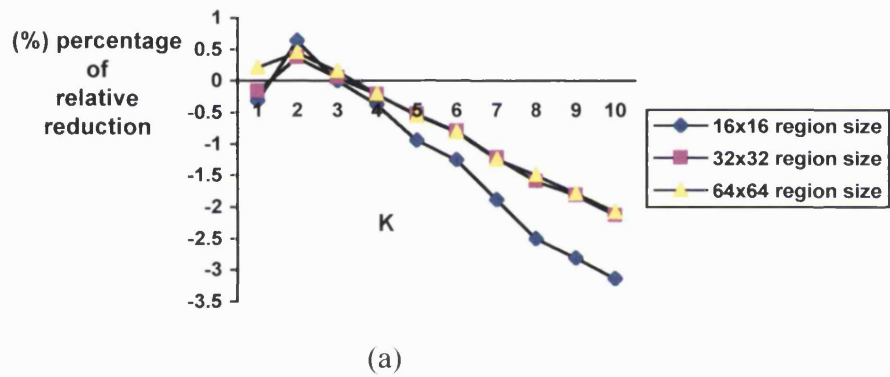 (%) percentage
of
relative
reduction
1
0.5
0
-0.5
-1
-1.5
-2
-2.5
-3
-3.5
1 2 3 4 5 6 7 8 9 10
K
16x16 region size
32x32 region size
64x64 region size
(a)